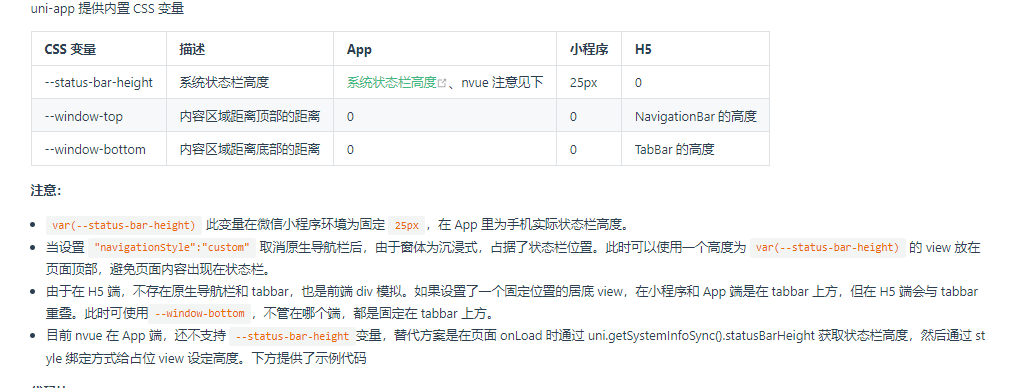 uni-app 提供内置 CSS 变量
CSS 变量 描述 App 小程序 H5
--status-bar-height 系统状态栏高度 系统状态栏高度、nvue 注意见下 25px 0
--window-top 内容区域距离顶部的距离 0 0 NavigationBar 的高度
--window-bottom 内容区域距离底部的距离 0 0 TabBar 的高度
注意：
var(--status-bar-height) 此变量在微信小程序环境为固定 25px，在 App 里为手机实际状态栏高度。
当设置 "navigationStyle":"custom" 取消原生导航栏后，由于窗体为沉浸式，占据了状态栏位置。此时可以使用一个高度为 var(--status-bar-height) 的 view 放在
页面顶部，避免页面内容出现在状态栏。
由于在 H5 端，不存在原生导航栏和 tabbar，也是前端 div 模拟。如果设置了一个固定位置的居底 view，在小程序和 App 端是在 tabbar 上方，但在 H5 端会与 tabbar
重叠。此时可使用 --window-bottom，不管在哪个端，都是固定在 tabbar 上方。
目前 nvue 在 App 端，还不支持 --status-bar-height变量，替代方案是在页面 onLoad 时通过 uni.getSystemInfoSync().statusBarHeight 获取状态栏高度，然后通过 st
yle 绑定方式给占位 view 设定高度。下方提供了示例代码